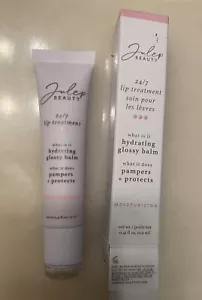 Julep
BEAUTY
24/7
lip treatment
what is it
hydrating
glossy balm
what it does
pampers
+ protects
Julep
BEAUTY
24/7
lip treatment
soin pour
les lèvres
what is it
hydrating
glossy balm
what it does
pampers
+ protects
MOISTURIZING